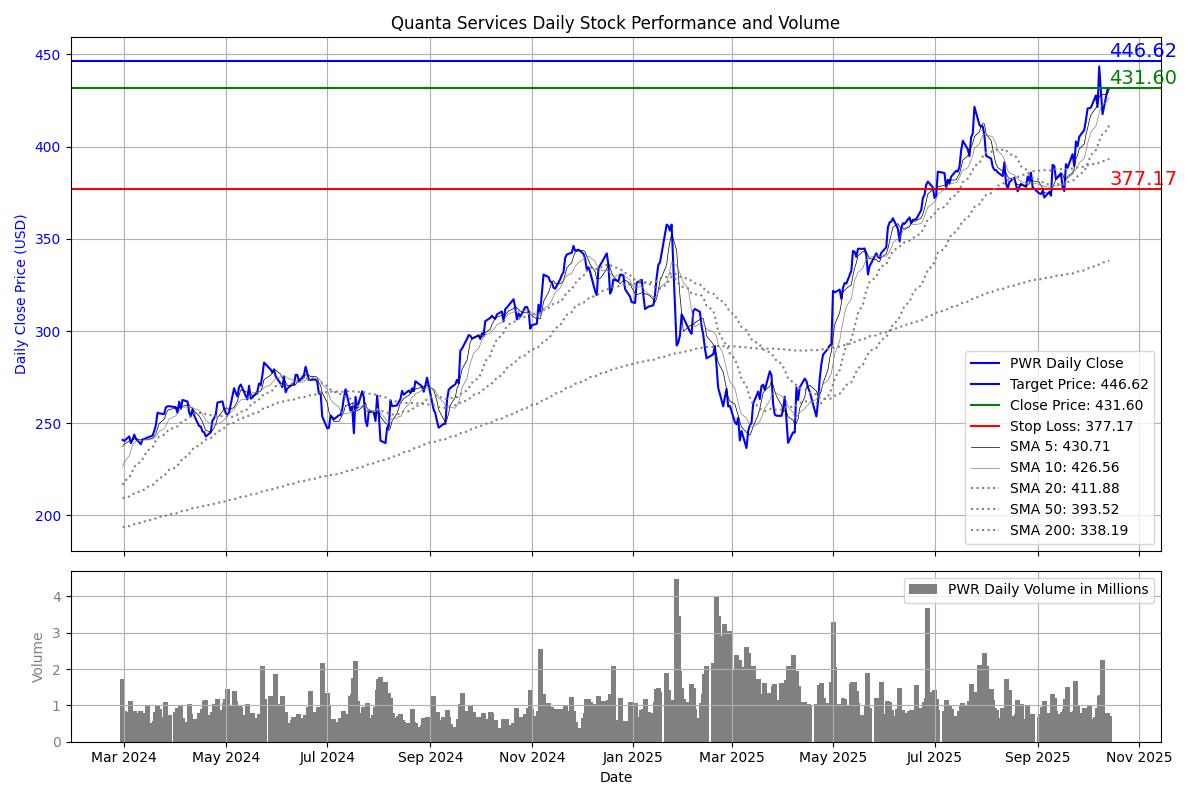 Quanta Services Daily Stock Performance and Volume
446.62
431.60
377.17
450
400
350
300
250
200
Daily Close Price (USD)
PWR Daily Close
Target Price: 446.62
Close Price: 431.60
Stop Loss: 377.17
SMA 5: 430.71
SMA 10: 426.56
SMA 20: 411.88
SMA 50: 393.52
SMA 200: 338.19
PWR Daily Volume in Millions
4
3
2
1
0
Volume
Mar 2024 May 2024 Jul 2024 Sep 2024 Nov 2024 Jan 2025 Mar 2025 May 2025 Jul 2025 Sep 2025 Nov 2025
Date